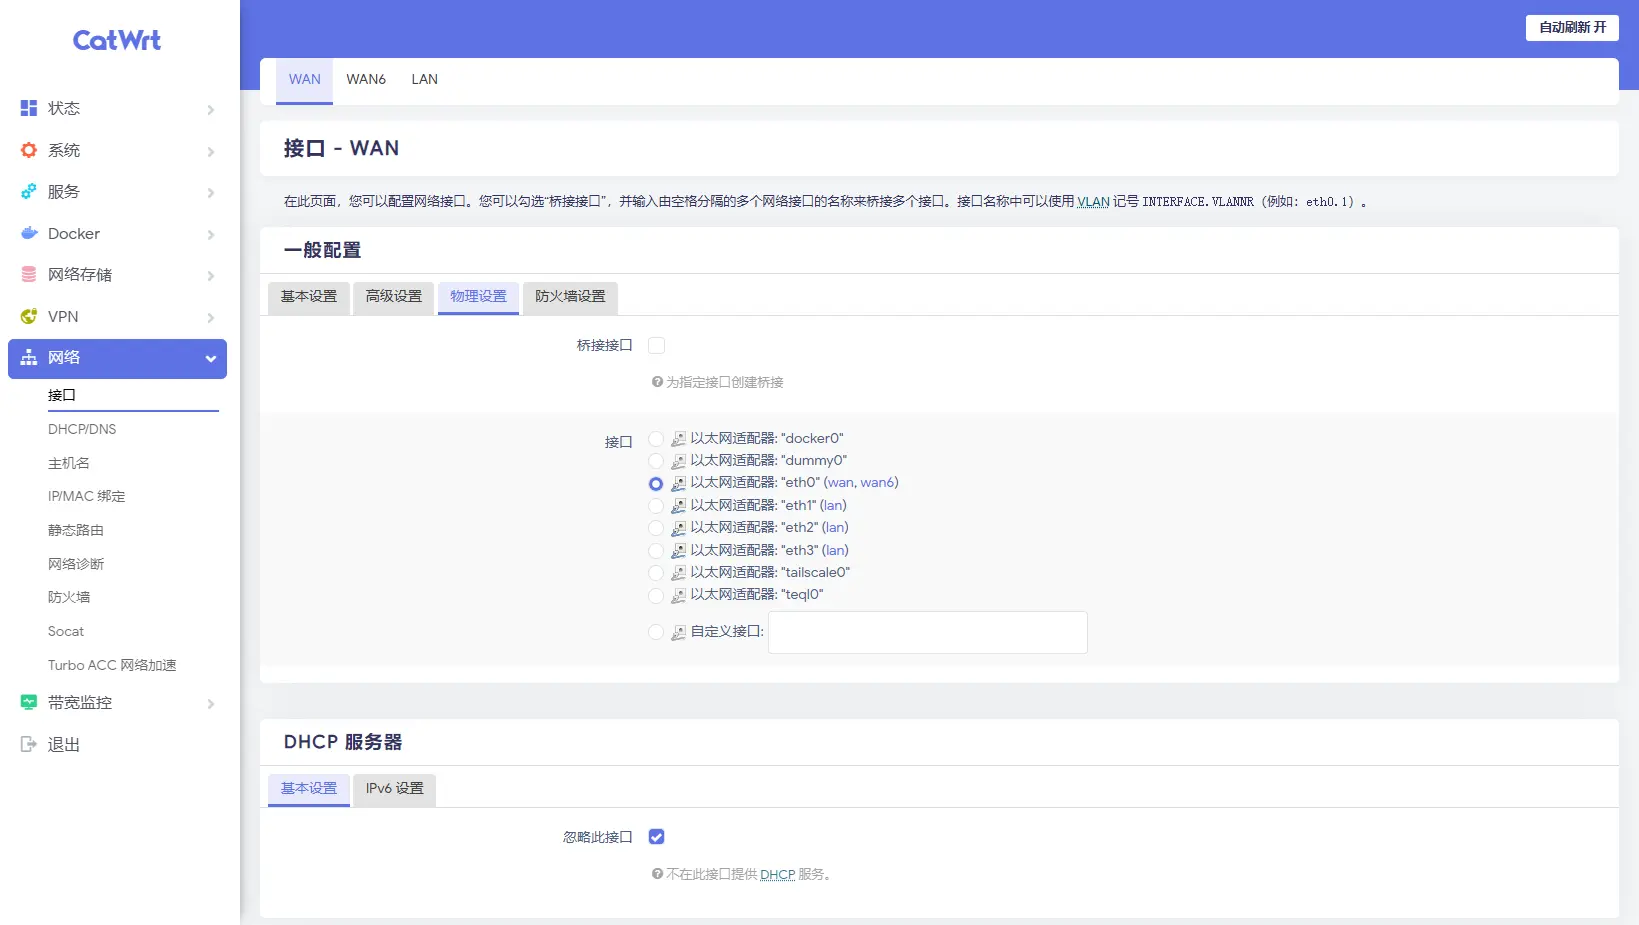 CatWrt
状态
系统
服务
Docker
网络存储
VPN
网络
接口
DHCP/DNS
主机名
IP/MAC 绑定
静态路由
网络诊断
防火墙
Socat
Turbo ACC 网络加速
带宽监控
退出
自动刷新 开
WAN WAN6 LAN
接口 - WAN
在此页面，您可以配置网络接口。您可以勾选“桥接接口”，并输入由空格分隔的多个网络接口的名称来桥接多个接口。接口名称中可以使用 VLAN 记号 INTERFACE.VLANNR（例如：eth0.1）。
一般配置
基本设置 高级设置 物理设置 防火墙设置
桥接接口
为指定接口创建桥接
接口
以太网适配器: "docker0"
以太网适配器: "dummy0"
以太网适配器: "eth0" (wan, wan6)
以太网适配器: "eth1" (lan)
以太网适配器: "eth2" (lan)
以太网适配器: "eth3" (lan)
以太网适配器: "tailscale0"
以太网适配器: "teql0"
自定义接口:
DHCP 服务器
基本设置 IPv6 设置
忽略此接口
不在此接口提供 DHCP 服务。